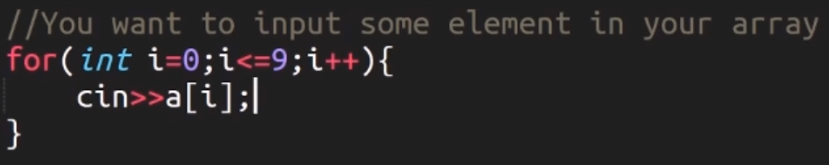 //You want to input some element in your array
for(int i=0;i<=9;i++){
    cin>>a[i];
}